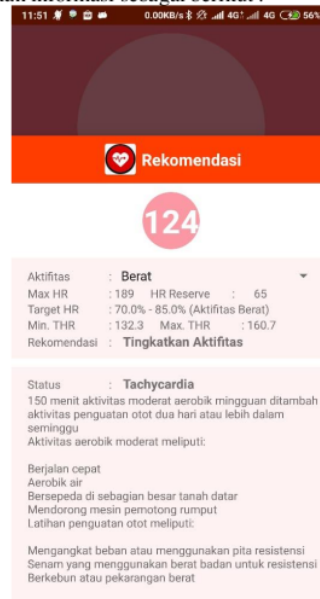 11:51 0.00KB/s 4G 4G 56%
Rekomendasi
124
Aktifitas : Berat
Max HR : 189 HR Reserve : 65
Target HR : 70.0% - 85.0% (Aktifitas Berat)
Min. THR : 132.3 Max. THR : 160.7
Rekomendasi : Tingkatkan Aktifitas
Status : Tachycardia
150 menit aktivitas moderat aerobik mingguan ditambah
aktivitas penguatan otot dua hari atau lebih dalam
seminggu
Aktivitas aerobik moderat meliputi:
Berjalan cepat
Aerobik air
Bersepeda di sebagian besar tanah datar
Mendorong mesin pemotong rumput
Latihan penguatan otot meliputi:
Mengangkat beban atau menggunakan pita resistensi
Senam yang menggunakan berat badan untuk resistensi
Berkebun atau pekarangan berat